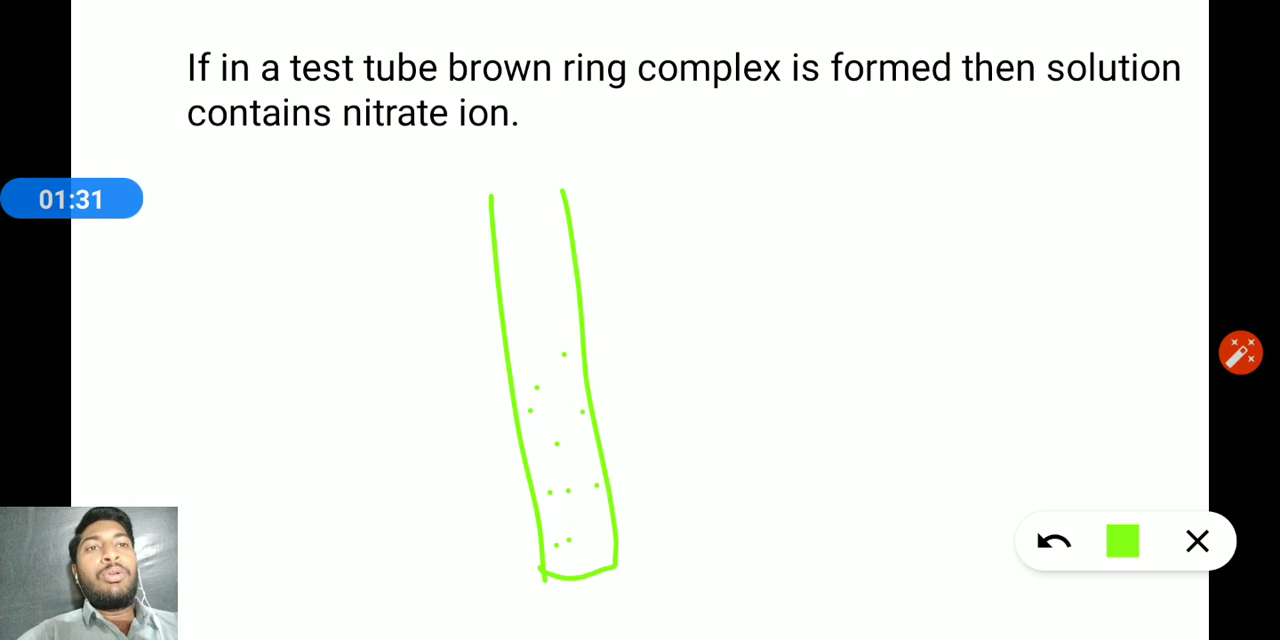 If in a test tube brown ring complex is formed then solution
contains nitrate ion.
01:31